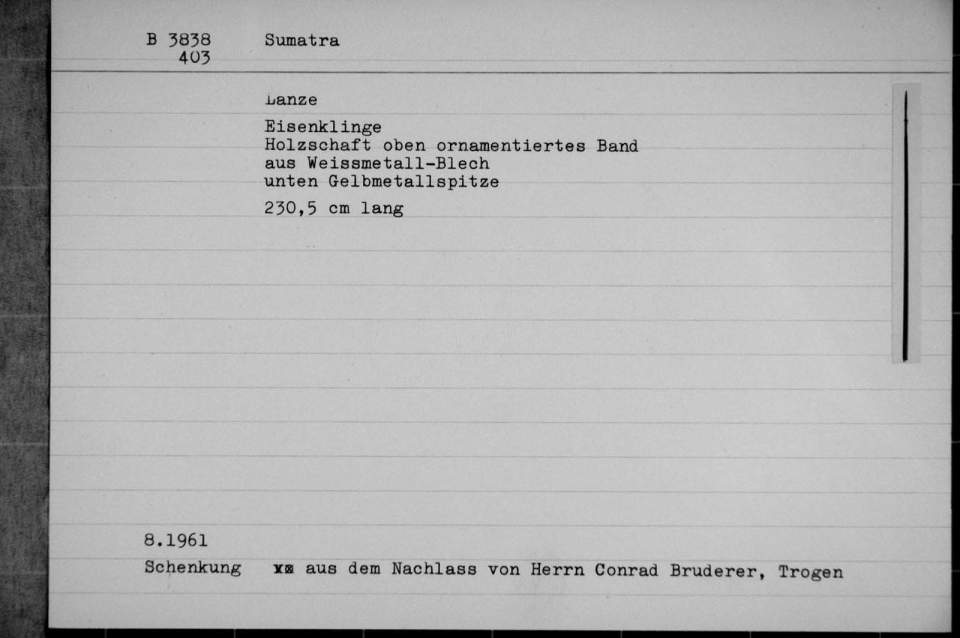 B 3838 Sumatra
403
Lanze
Eisenklinge
Holzschaft oben ornamentiertes Band
aus Weissmetall-Blech
unten Gelbmetallspitze
230,5 cm lang
8.1961
Schenkung aus dem Nachlass von Herrn Conrad Bruderer, Trogen